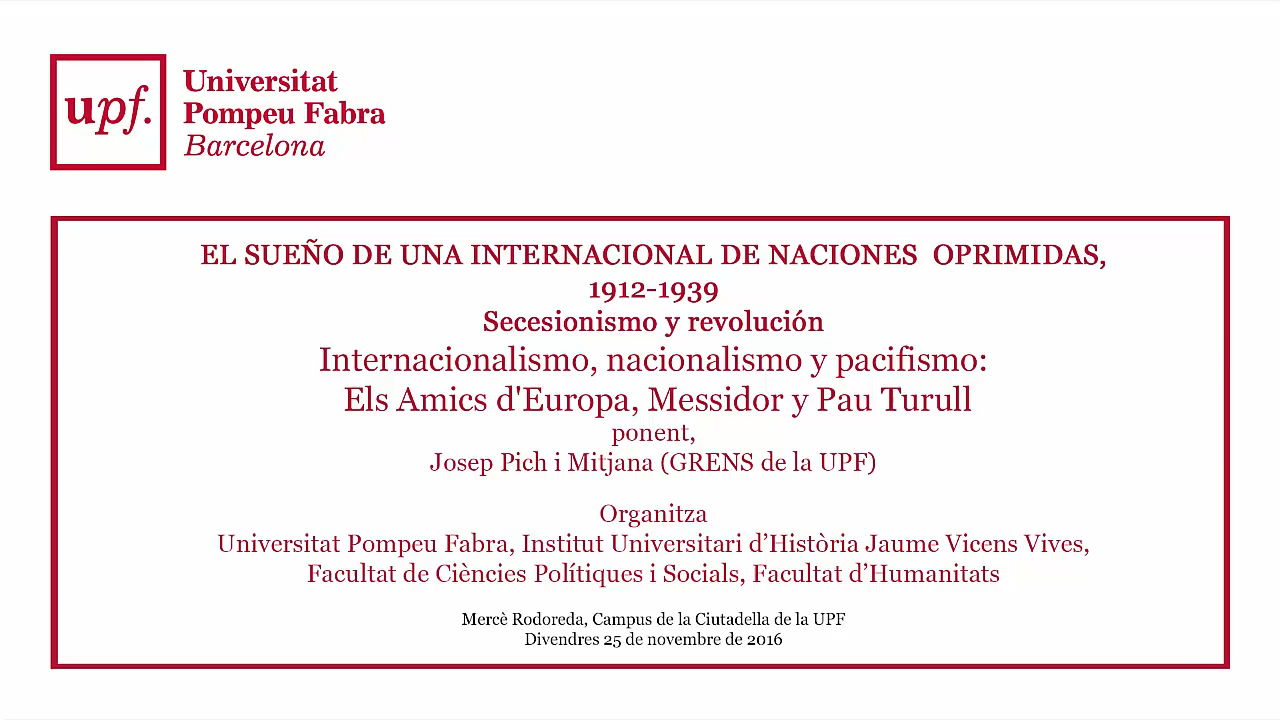 upf.
Universitat
Pompeu Fabra
Barcelona
EL SUEÑO DE UNA INTERNACIONAL DE NACIONES OPRIMIDAS,
1912-1939
Secesionismo y revolución
Internacionalismo, nacionalismo y pacifismo:
Els Amics d'Europa, Messidor y Pau Turull
ponent,
Josep Pich i Mitjana (GRENS de la UPF)
Organitza
Universitat Pompeu Fabra, Institut Universitari d’Història Jaume Vicens Vives,
Facultat de Ciències Polítiques i Socials, Facultat d’Humanitats
Mercè Rodoreda, Campus de la Ciutadella de la UPF
Divendres 25 de novembre de 2016